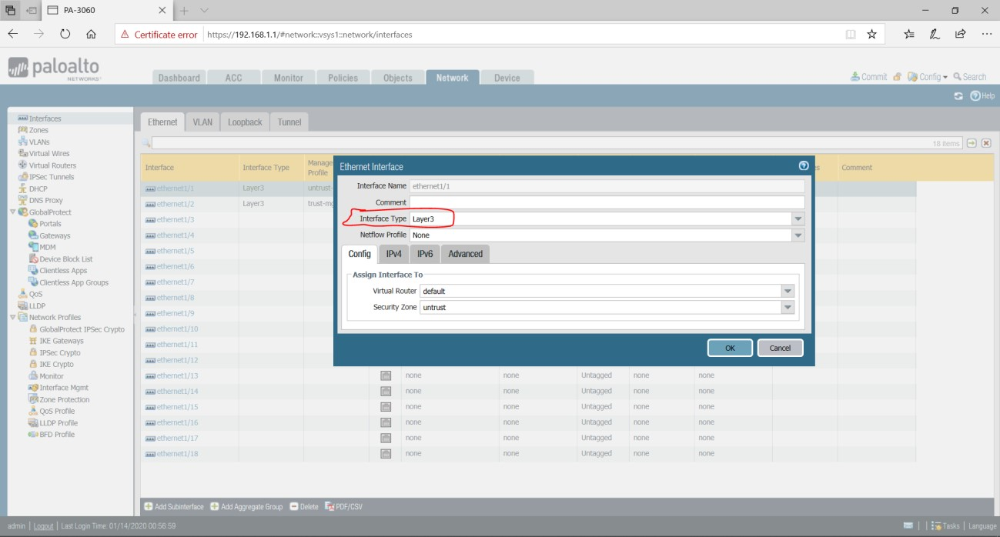 PA-3060
Certificate error https://192.168.1.1/#network::vsys1::network/interfaces
paloalto
NETWORKS
Dashboard ACC Monitor Policies Objects Network Device
Commit Config Search
Help
Interfaces
Zones
VLANs
Virtual Wires
Virtual Routers
IPSec Tunnels
DHCP
DNS Proxy
GlobalProtect
Portals
Gateways
MDM
Device Block List
Clientless Apps
Clientless App Groups
QoS
LLDP
Network Profiles
GlobalProtect IPSec Crypto
IKE Gateways
IPSec Crypto
IKE Crypto
Monitor
Interface Mgmt
Zone Protection
QoS Profile
LLDP Profile
BFD Profile
Ethernet VLAN Loopback Tunnel
18 items
Interface Interface Type Manage
Profile
Comment
ethernet1/1 Layer3 untrust-
ethernet1/2 Layer3 trust-mg
ethernet1/3
ethernet1/4
ethernet1/5
ethernet1/6
ethernet1/7
ethernet1/8
ethernet1/9
ethernet1/10
ethernet1/11
ethernet1/12
ethernet1/13 none none Untagged none none
ethernet1/14 none none Untagged none none
ethernet1/15 none none Untagged none none
ethernet1/16 none none Untagged none none
ethernet1/17 none none Untagged none none
ethernet1/18 none none Untagged none none
Ethernet Interface
Interface Name ethernet1/1
Comment
Interface Type Layer3
Netflow Profile None
Config IPv4 IPv6 Advanced
Assign Interface To
Virtual Router default
Security Zone untrust
OK Cancel
Add Subinterface Add Aggregate Group Delete PDF/CSV
admin | Logout | Last Login Time: 01/14/2020 00:56:59
Tasks | Language